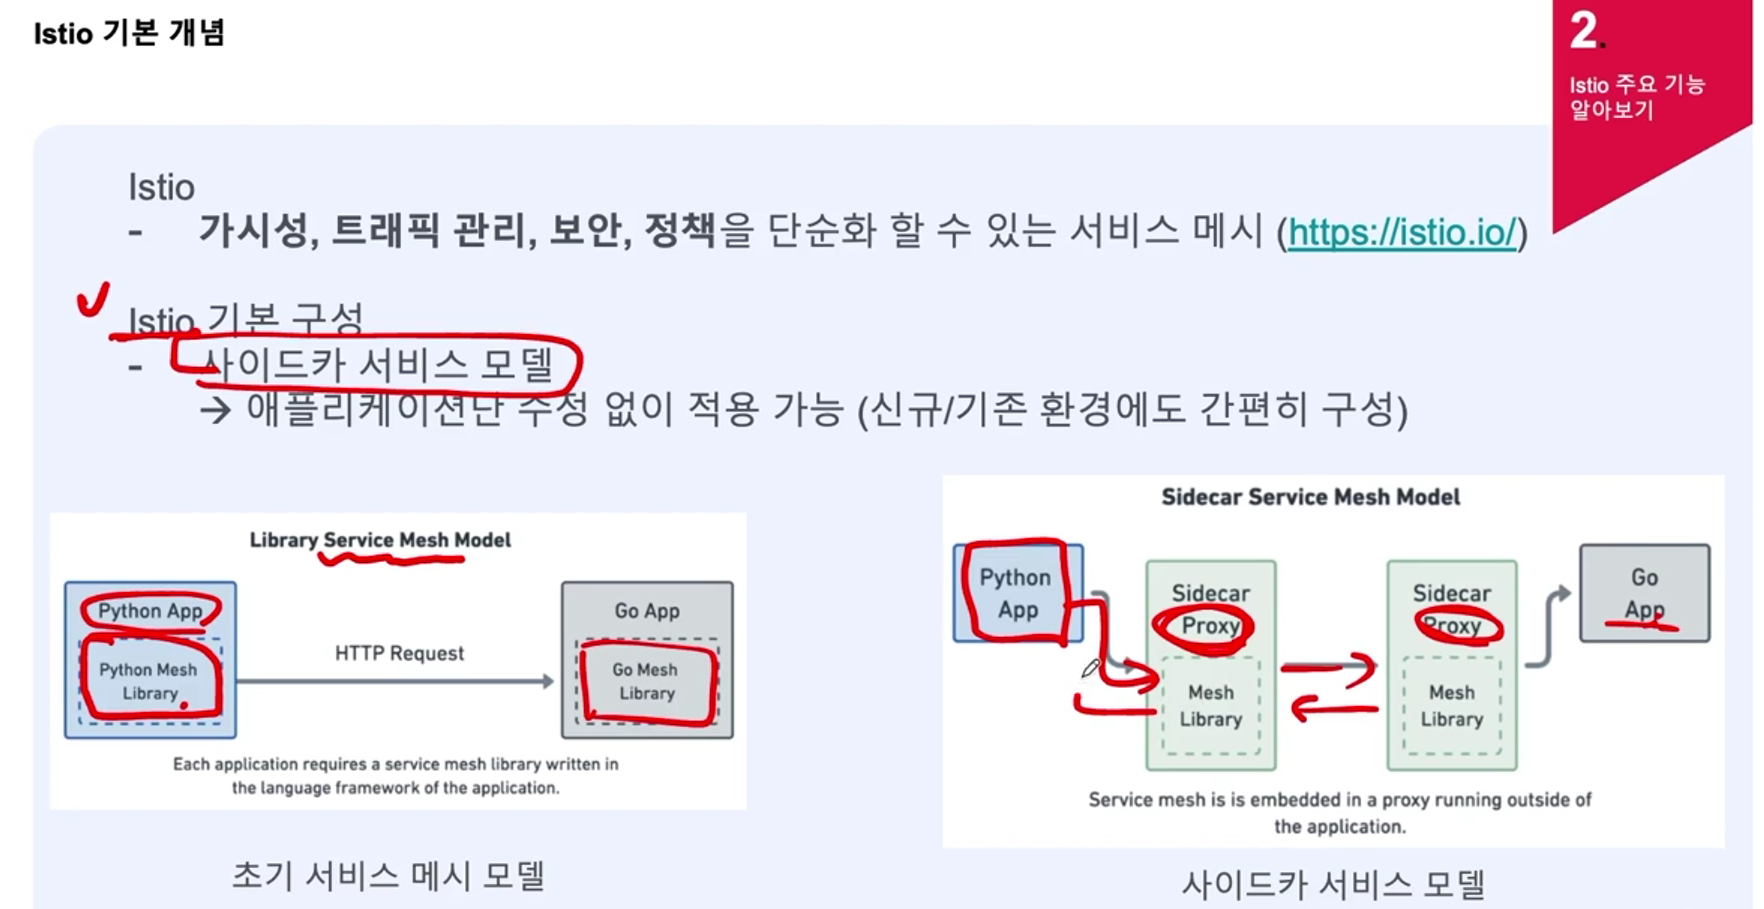 Istio 기본 개념
2.
Istio 주요 기능
알아보기
Istio
- 가시성, 트래픽 관리, 보안, 정책을 단순화 할 수 있는 서비스 메시 (https://istio.io/)
Istio 기본 구성
- 사이드카 서비스 모델
→ 애플리케이션단 수정 없이 적용 가능 (신규/기존 환경에도 간편히 구성)
Library Service Mesh Model
Python App
Python Mesh
Library
HTTP Request
Go App
Go Mesh
Library
Each application requires a service mesh library written in
the language framework of the application.
초기 서비스 메시 모델
Sidecar Service Mesh Model
Python
App
Sidecar
Proxy
Mesh
Library
Sidecar
Proxy
Mesh
Library
Go
App
Service mesh is is embedded in a proxy running outside of
the application.
사이드카 서비스 모델